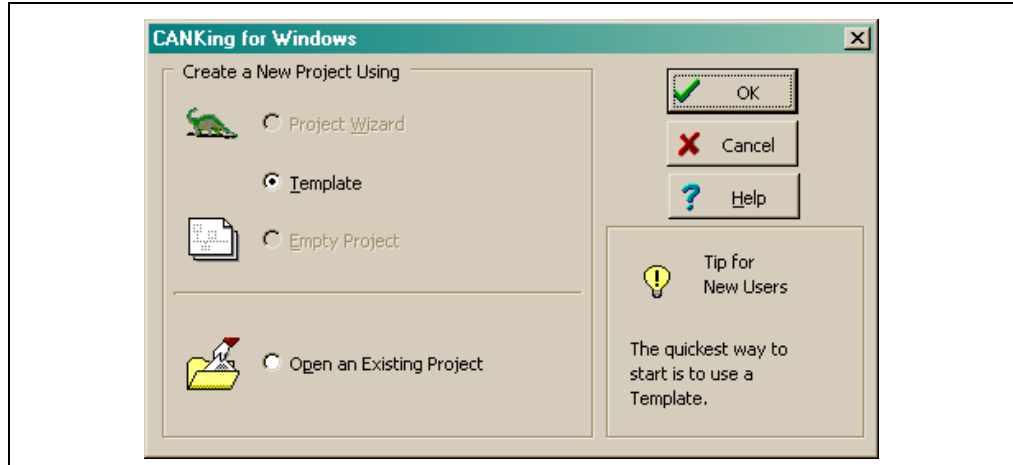 CANKing for Windows
Create a New Project Using
Project Wizard
Template
Empty Project
Open an Existing Project
OK
Cancel
Help
Tip for
New Users
The quickest way to
start is to use a
Template.